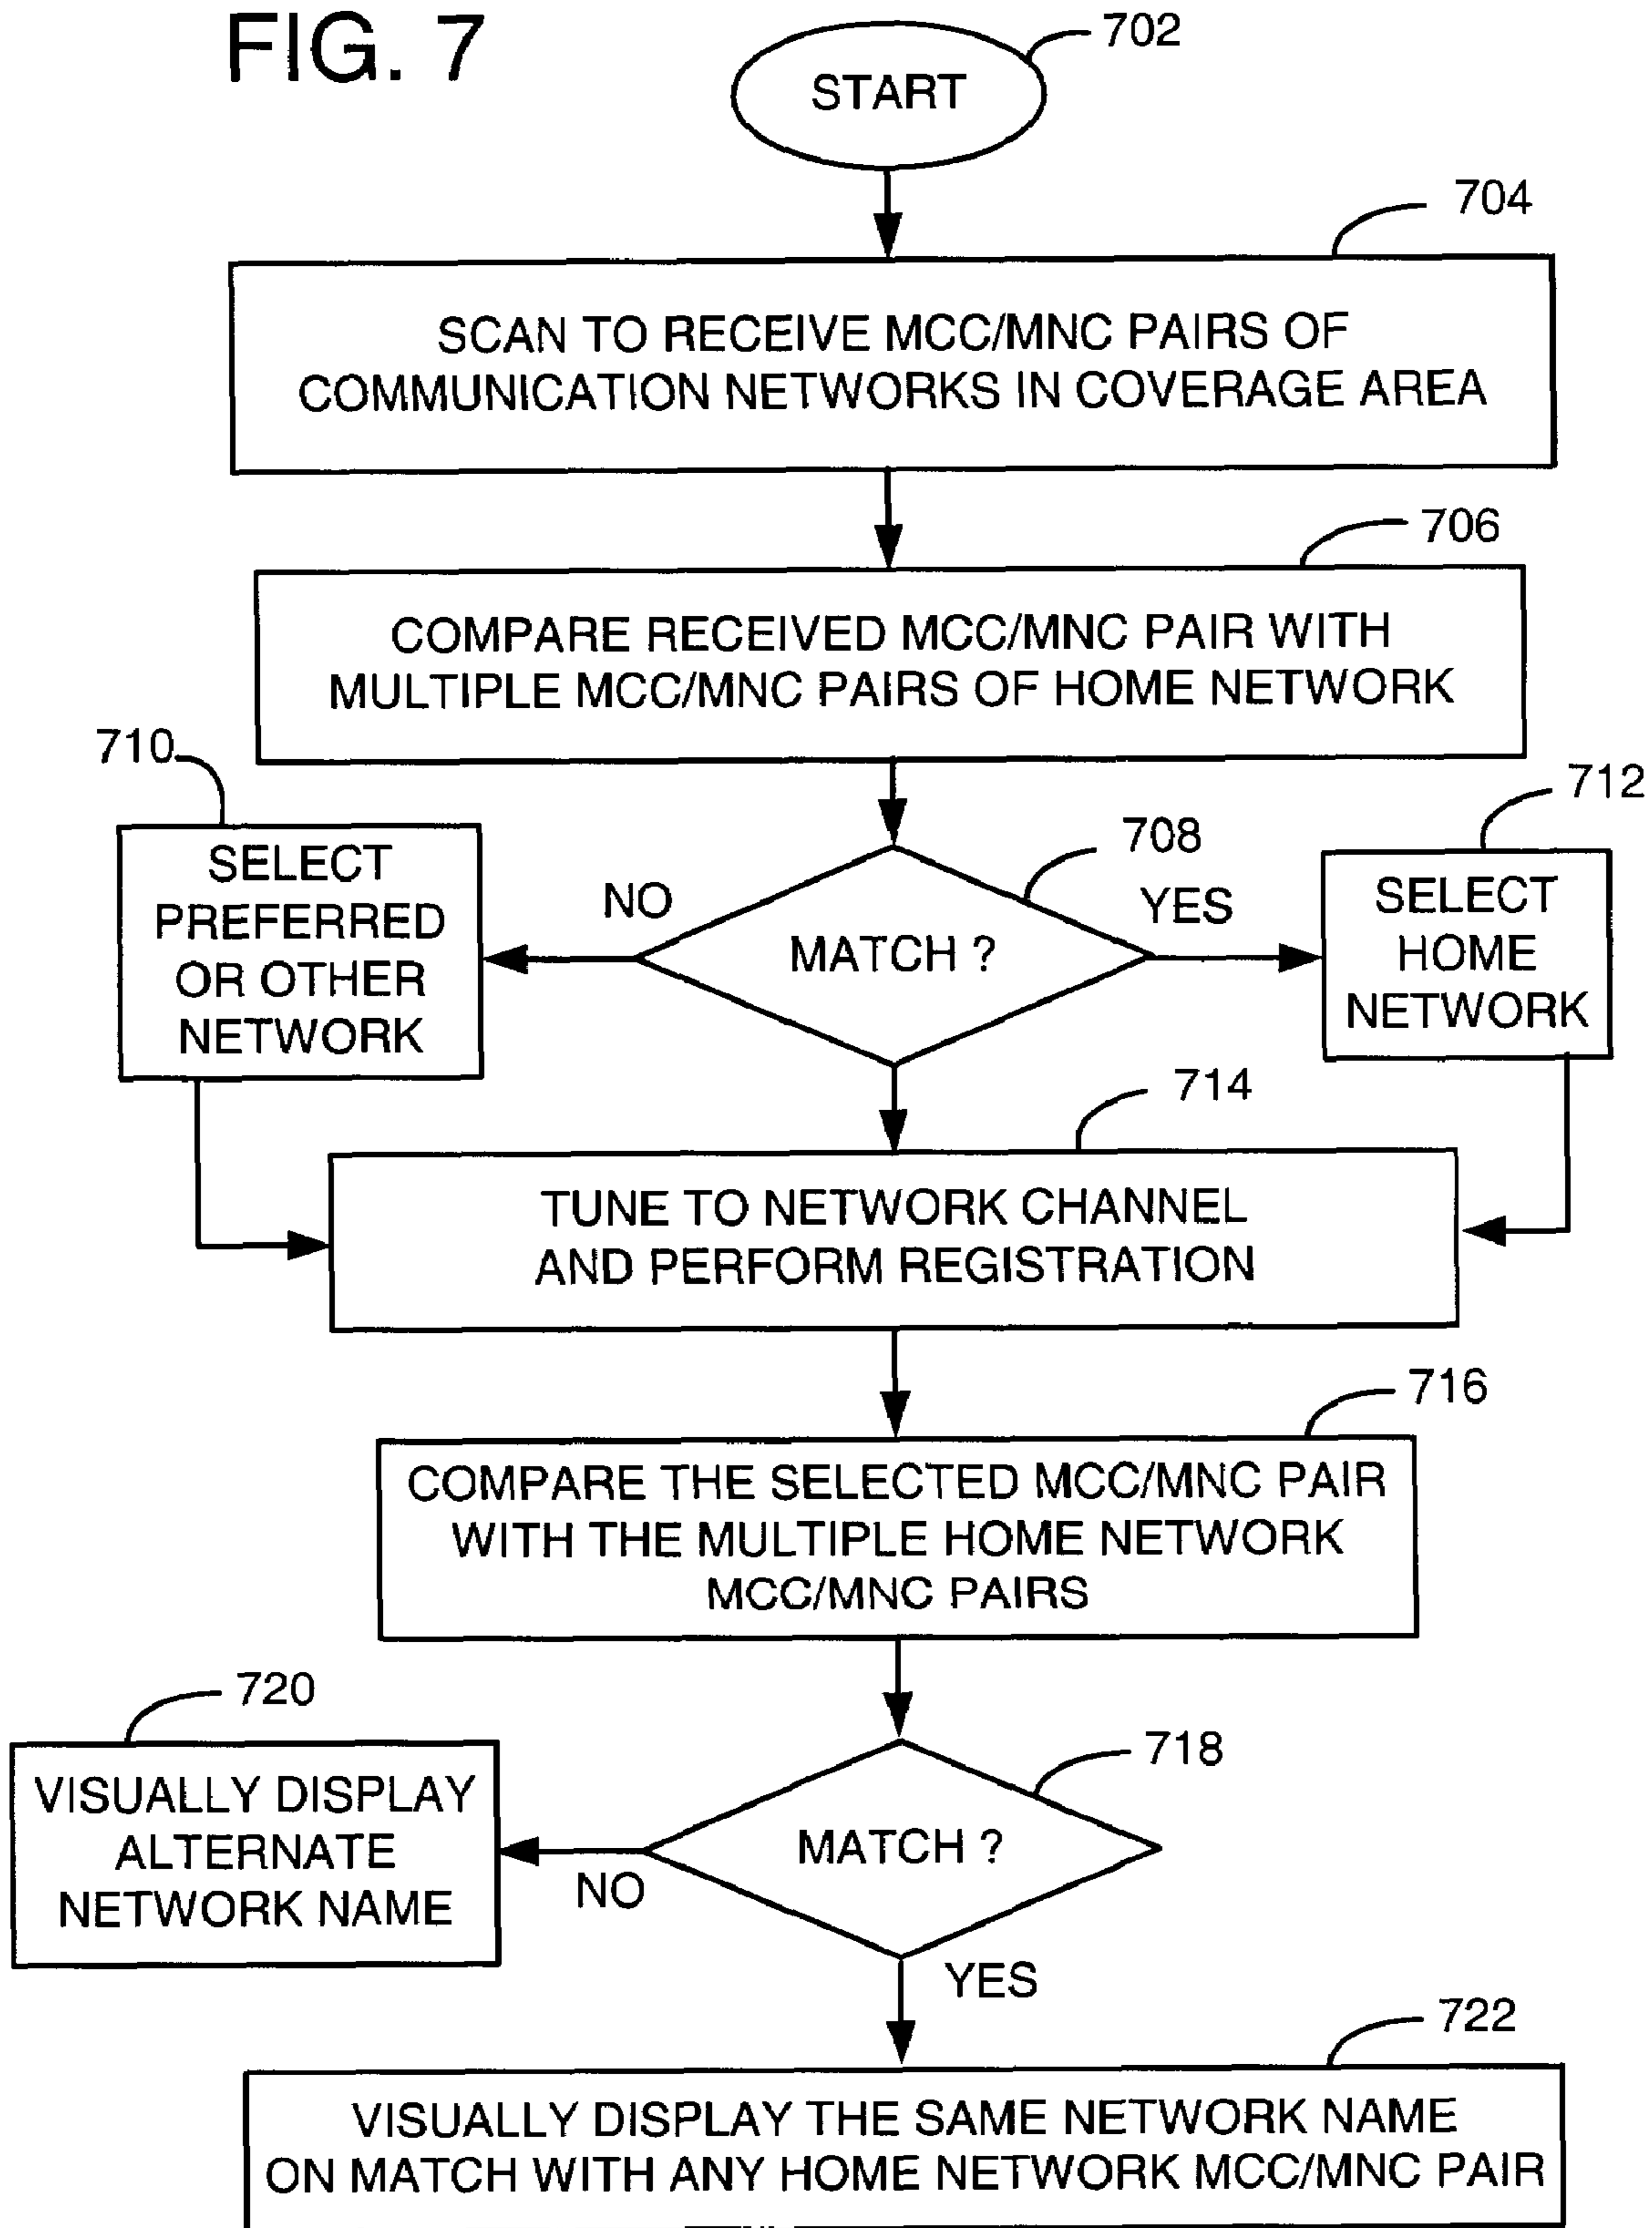 FIG. 7
702
START
704
SCAN TO RECEIVE MCC/MNC PAIRS OF
COMMUNICATION NETWORKS IN COVERAGE AREA
706
COMPARE RECEIVED MCC/MNC PAIR WITH
MULTIPLE MCC/MNC PAIRS OF HOME NETWORK
710
712
708
SELECT
PREFERRED
OR OTHER
NETWORK
NO
MATCH ?
YES
SELECT
HOME
NETWORK
714
TUNE TO NETWORK CHANNEL
AND PERFORM REGISTRATION
716
COMPARE THE SELECTED MCC/MNC PAIR
WITH THE MULTIPLE HOME NETWORK
MCC/MNC PAIRS
720
718
VISUALLY DISPLAY
ALTERNATE
NETWORK NAME
NO
MATCH ?
YES
722
VISUALLY DISPLAY THE SAME NETWORK NAME
ON MATCH WITH ANY HOME NETWORK MCC/MNC PAIR